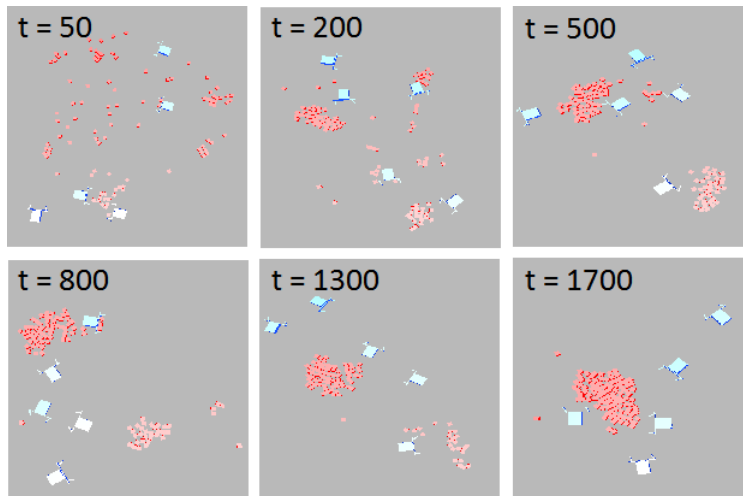 t = 50
t = 200
t = 500
t = 800
t = 1300
t = 1700